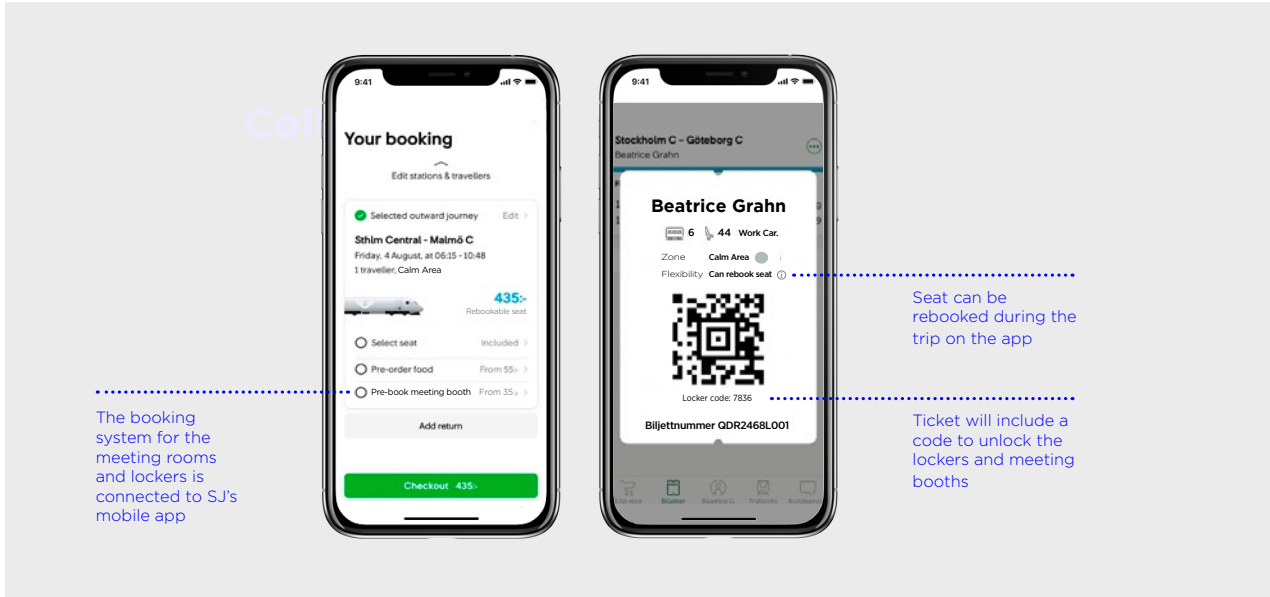 9:41
Your booking
Edit stations & travellers
Selected outward journey Edit
Sthlm Central - Malmö C
Friday, 4 August, at 06:15 - 10:48
1 traveller, Calm Area
435:-
Rebookable seat
Select seat Included
Pre-order food From 55:-
Pre-book meeting booth From 35:-
Add return
Checkout 435:-
The booking
system for the
meeting rooms
and lockers is
connected to SJ's
mobile app
9:41
Stockholm C - Göteborg C
Beatrice Grahn
Beatrice Grahn
6 44 Work Car.
Zone Calm Area
Flexibility Can rebook seat
Locker code: 7836
Biljettnummer QDR2468L001
Biljetter Beatrice G
Seat can be
rebooked during the
trip on the app
Ticket will include a
code to unlock the
lockers and meeting
booths